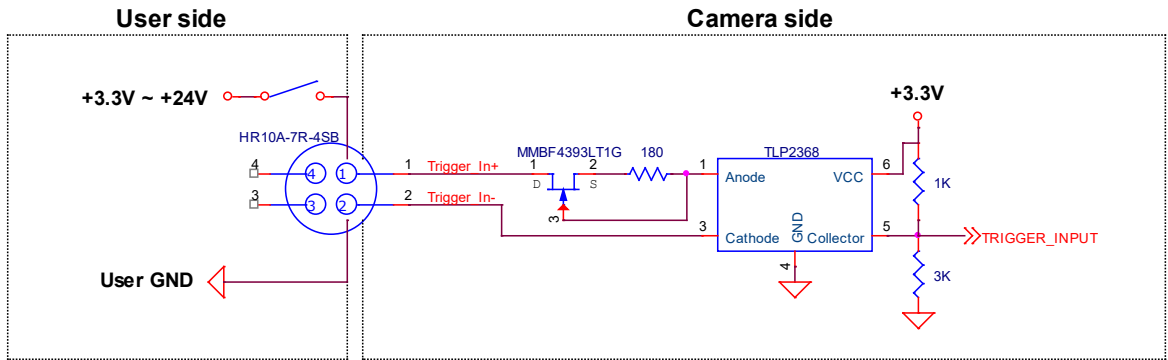 User side
Camera side
+3.3V ~ +24V
+3.3V
HR10A-7R-4SB
MMBF4393LT1G
180
TLP2368
4
4
1
1
Trigger In+
1
D
2
S
1
Anode
VCC
6
1K
3
3
2
2
Trigger In-
3
3
Cathode
GND
Collector
5
TRIGGER_INPUT
4
3K
User GND